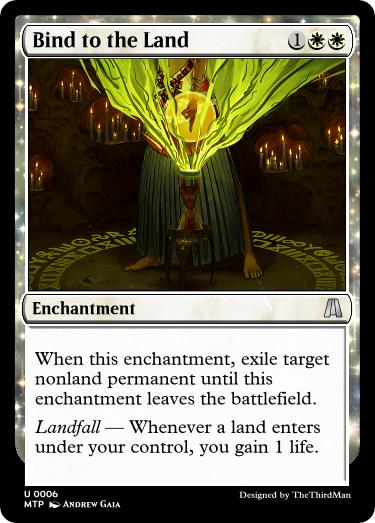 Bind to the Land 1
Enchantment
When this enchantment, exile target
nonland permanent until this
enchantment leaves the battlefield.
Landfall — Whenever a land enters
under your control, you gain 1 life.
U 0006
MTP Andrew Gaia
Designed by TheThirdMan